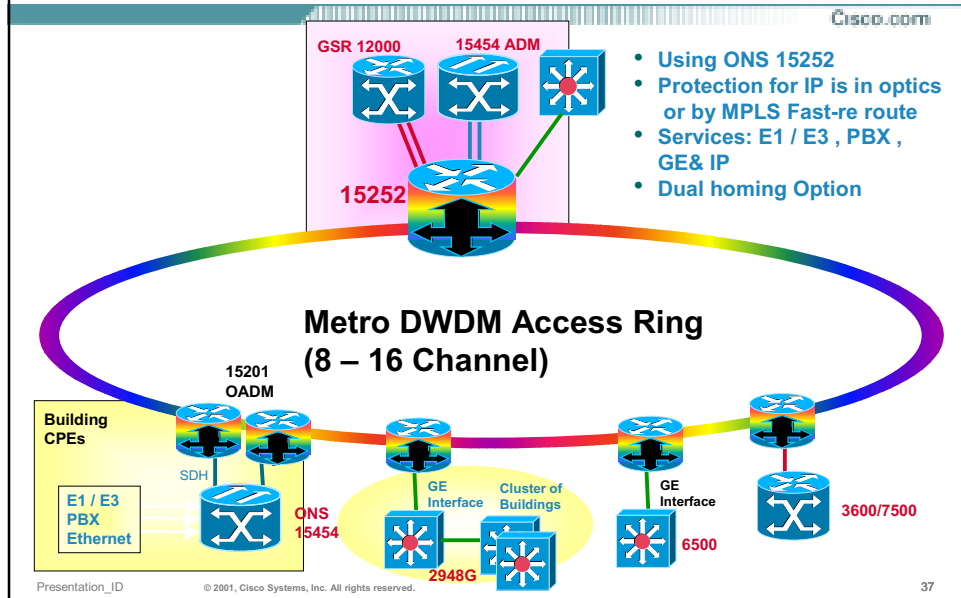 Cisco.com
GSR 12000
15454 ADM
• Using ONS 15252
• Protection for IP is in optics
or by MPLS Fast-re route
• Services: E1 / E3 , PBX ,
GE& IP
• Dual homing Option
15252
Metro DWDM Access Ring
(8 – 16 Channel)
15201
OADM
Building
CPEs
SDH
E1 / E3
PBX
Ethernet
ONS
15454
GE
Interface
Cluster of
Buildings
2948G
GE
Interface
6500
3600/7500
Presentation_ID
© 2001, Cisco Systems, Inc. All rights reserved.
37